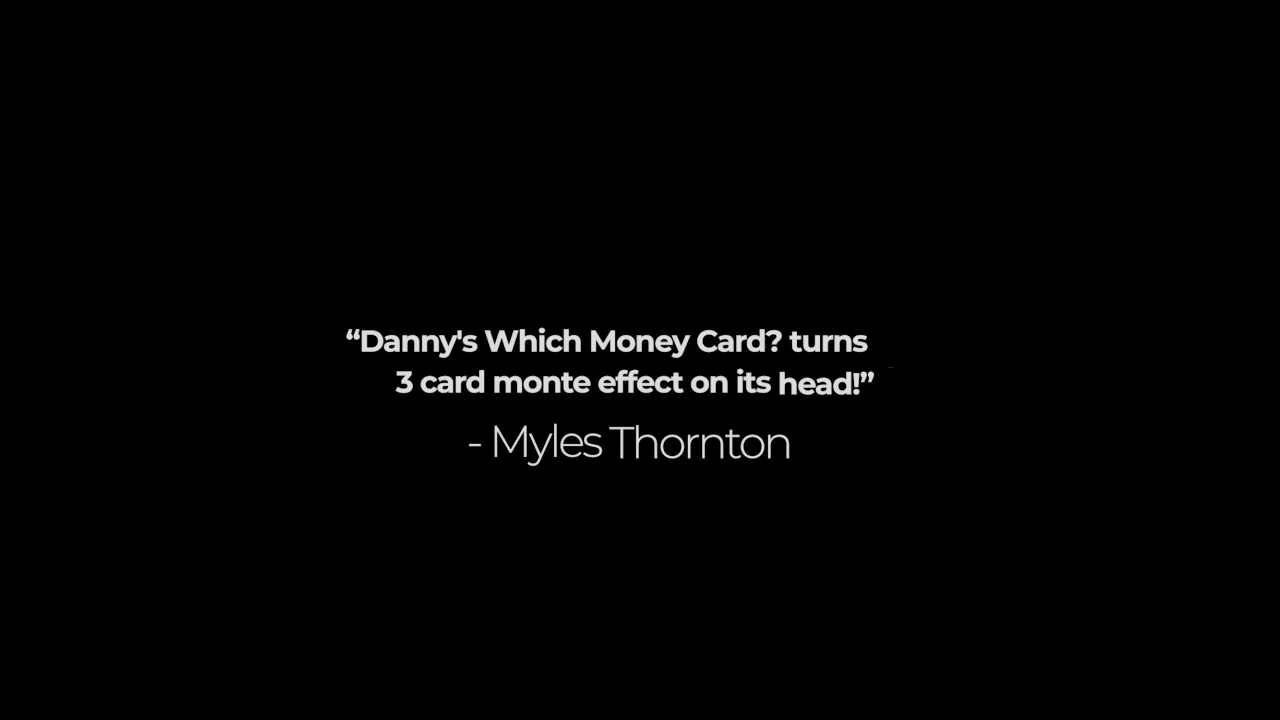 “Danny's Which Money Card? turns
3 card monte effect on its head!”
- Myles Thornton